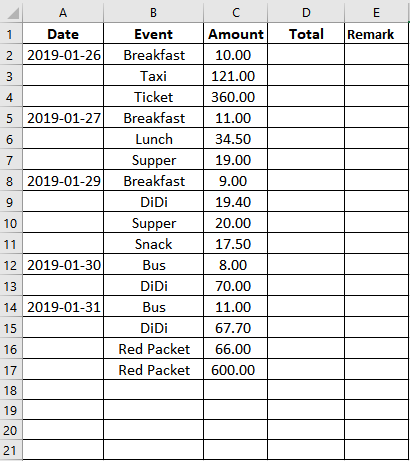 A B C D E
1 Date Event Amount Total Remark
2 2019-01-26 Breakfast 10.00
3 Taxi 121.00
4 Ticket 360.00
5 2019-01-27 Breakfast 11.00
6 Lunch 34.50
7 Supper 19.00
8 2019-01-29 Breakfast 9.00
9 DiDi 19.40
10 Supper 20.00
11 Snack 17.50
12 2019-01-30 Bus 8.00
13 DiDi 70.00
14 2019-01-31 Bus 11.00
15 DiDi 67.70
16 Red Packet 66.00
17 Red Packet 600.00
18
19
20
21